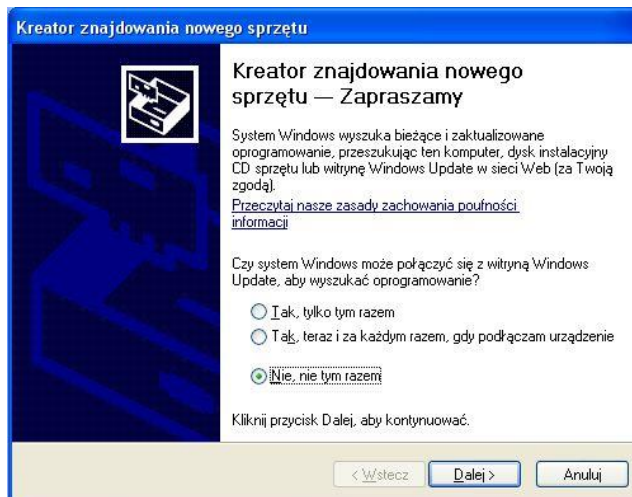 Kreator znajdowania nowego sprzętu
Kreator znajdowania nowego
sprzętu — Zapraszamy
System Windows wyszuka bieżące i zaktualizowane
oprogramowanie, przeszukując ten komputer, dysk instalacyjny
CD sprzętu lub witrynę Windows Update w sieci Web (za Twoją
zgodą).
Przeczytaj nasze zasady zachowania poufności
informacji
Czy system Windows może połączyć się z witryną Windows
Update, aby wyszukać oprogramowanie?
Tak, tylko tym razem
Tak, teraz i za każdym razem, gdy podłączam urządzenie
Nie, nie tym razem
Kliknij przycisk Dalej, aby kontynuować.
< Wstecz
Dalej >
Anuluj